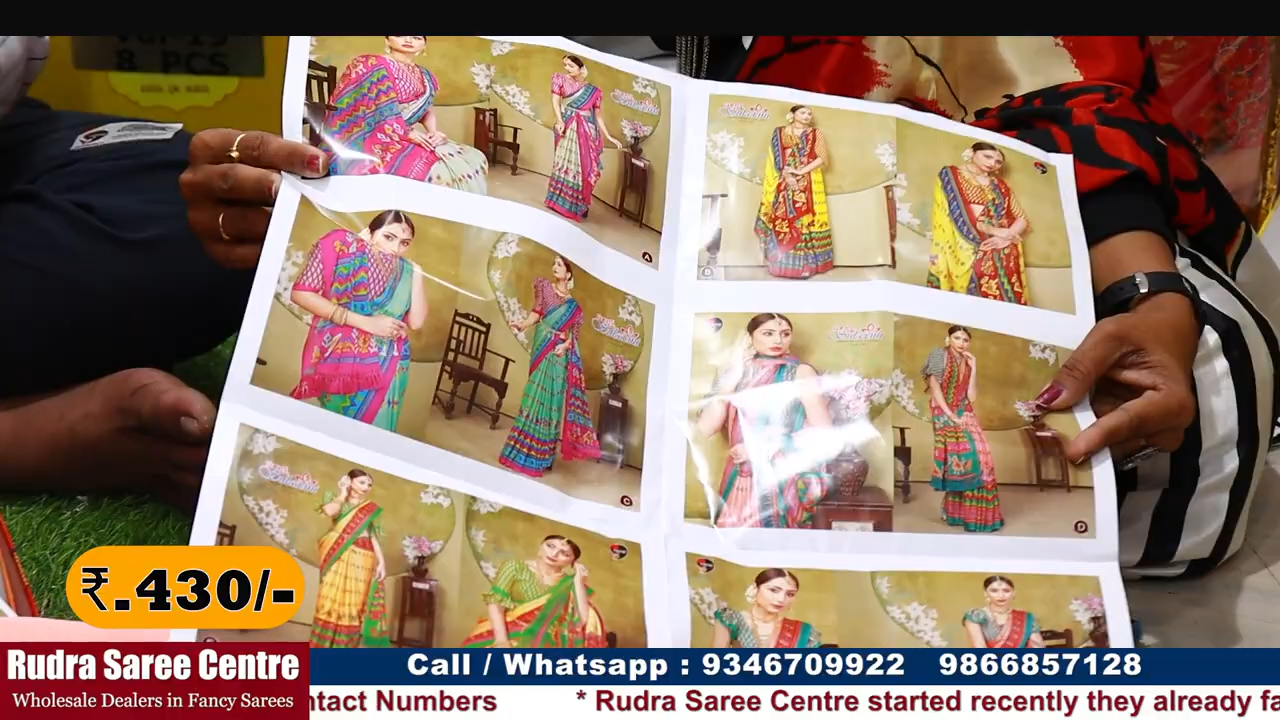 8 PCS
A
B
C
D
₹.430/-
Rudra Saree Centre
Wholesale Dealers in Fancy Sarees
Call / Whatsapp : 9346709922 9866857128
ntact Numbers * Rudra Saree Centre started recently they already fa